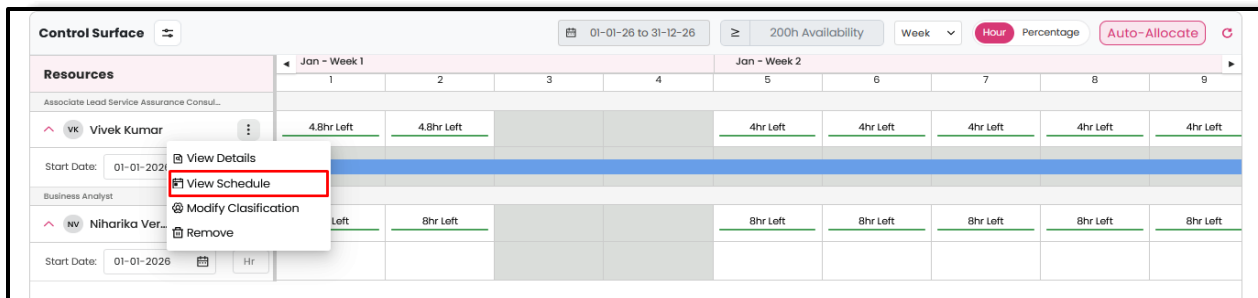 Control Surface
01-01-26 to 31-12-26
≥ 200h Availability
Week
Hour Percentage
Auto-Allocate
Resources
Jan - Week 1 Jan - Week 2
1 2 3 4 5 6 7 8 9
Associate Lead Service Assurance Consul...
VK Vivek Kumar
4.8hr Left 4.8hr Left 4hr Left 4hr Left 4hr Left 4hr Left 4hr Left
Start Date: 01-01-202
View Details
View Schedule
Modify Clasification
Remove
Business Analyst
NV Niharika Ver...
Left 8hr Left 8hr Left 8hr Left 8hr Left 8hr Left 8hr Left
Start Date: 01-01-2026 Hr